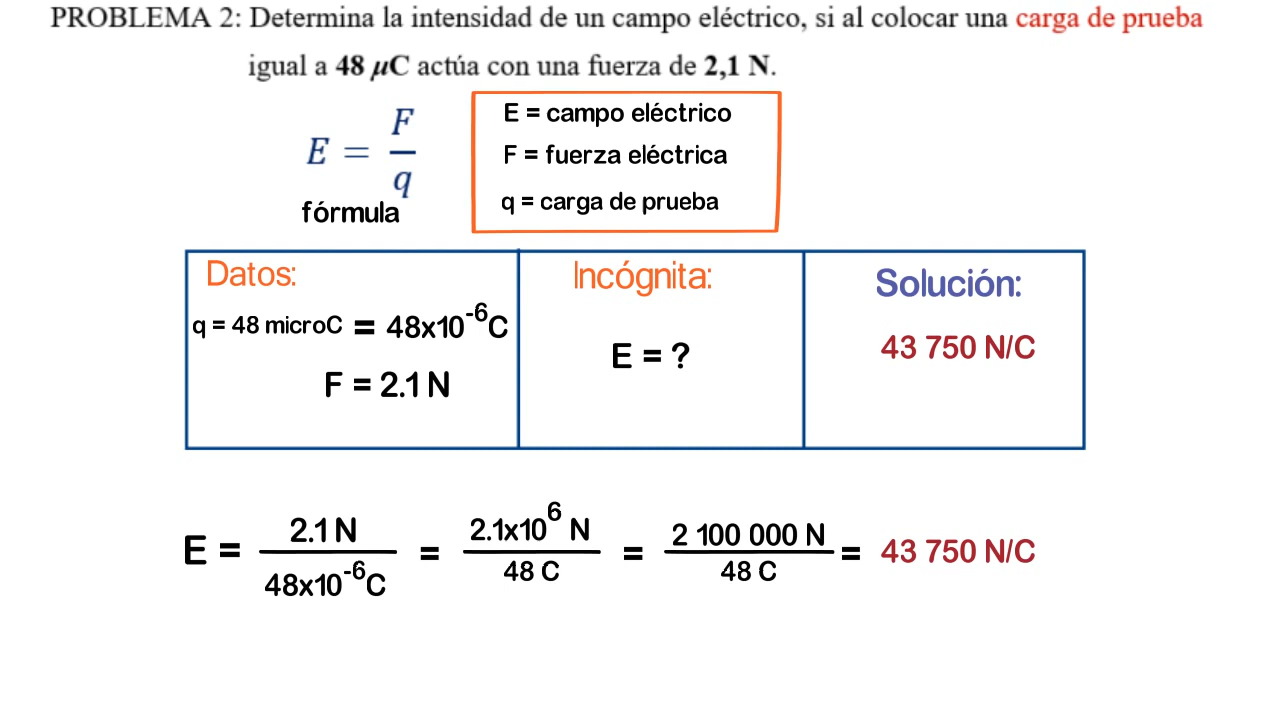 PROBLEMA 2: Determina la intensidad de un campo eléctrico, si al colocar una carga de prueba
igual a 48 μC actúa con una fuerza de 2,1 N.
E = F/q
fórmula
E = campo eléctrico
F = fuerza eléctrica
q = carga de prueba
Datos:
q = 48 microC = 48x10⁻⁶C
F = 2.1 N
Incógnita:
E = ?
Solución:
43 750 N/C
E = 2.1 N / 48x10⁻⁶C = 2.1x10⁶ N / 48 C = 2 100 000 N / 48 C = 43 750 N/C